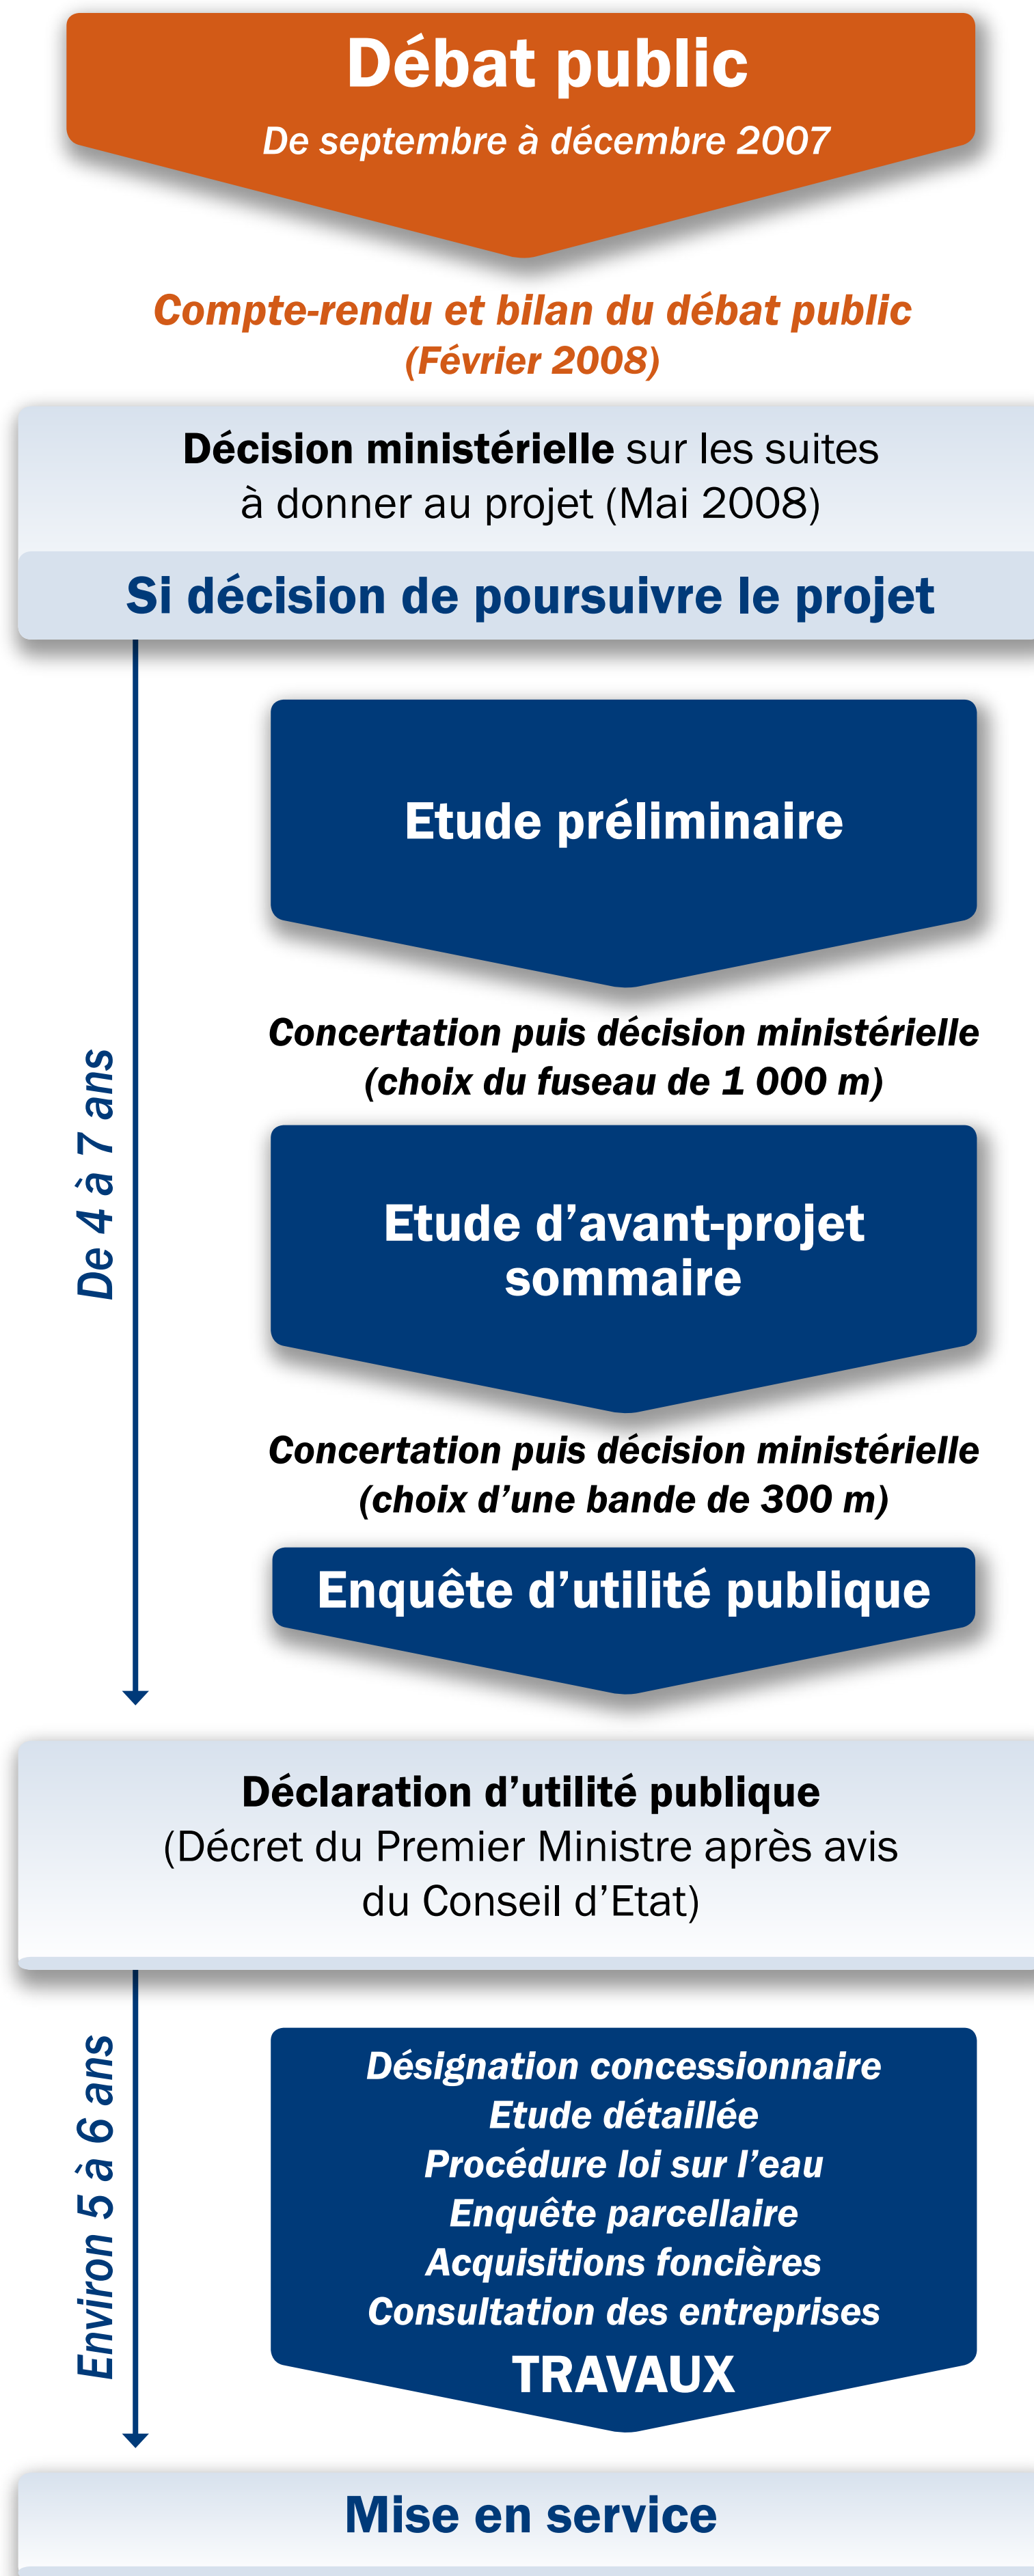 Débat public
De septembre à décembre 2007
Compte-rendu et bilan du débat public
(Février 2008)
Décision ministérielle sur les suites
à donner au projet (Mai 2008)
Si décision de poursuivre le projet
De 4 à 7 ans
Etude préliminaire
Concertation puis décision ministérielle
(choix du fuseau de 1 000 m)
Etude d’avant-projet
sommaire
Concertation puis décision ministérielle
(choix d’une bande de 300 m)
Enquête d’utilité publique
Déclaration d’utilité publique
(Décret du Premier Ministre après avis
du Conseil d’Etat)
Environ 5 à 6 ans
Désignation concessionnaire
Etude détaillée
Procédure loi sur l’eau
Enquête parcellaire
Acquisitions foncières
Consultation des entreprises
TRAVAUX
Mise en service